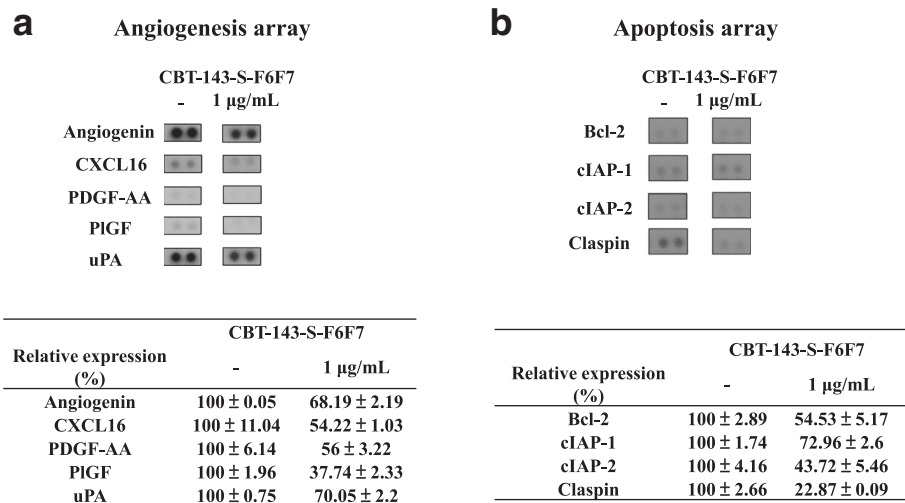 a
Angiogenesis array
CBT-143-S-F6F7
- 1 μg/mL
Angiogenin
CXCL16
PDGF-AA
PlGF
uPA
CBT-143-S-F6F7
Relative expression (%) - 1 μg/mL
Angiogenin 100 ± 0.05 68.19 ± 2.19
CXCL16 100 ± 11.04 54.22 ± 1.03
PDGF-AA 100 ± 6.14 56 ± 3.22
PlGF 100 ± 1.96 37.74 ± 2.33
uPA 100 ± 0.75 70.05 ± 2.2
b
Apoptosis array
CBT-143-S-F6F7
- 1 μg/mL
Bcl-2
cIAP-1
cIAP-2
Claspin
CBT-143-S-F6F7
Relative expression (%) - 1 μg/mL
Bcl-2 100 ± 2.89 54.53 ± 5.17
cIAP-1 100 ± 1.74 72.96 ± 2.6
cIAP-2 100 ± 4.16 43.72 ± 5.46
Claspin 100 ± 2.66 22.87 ± 0.09